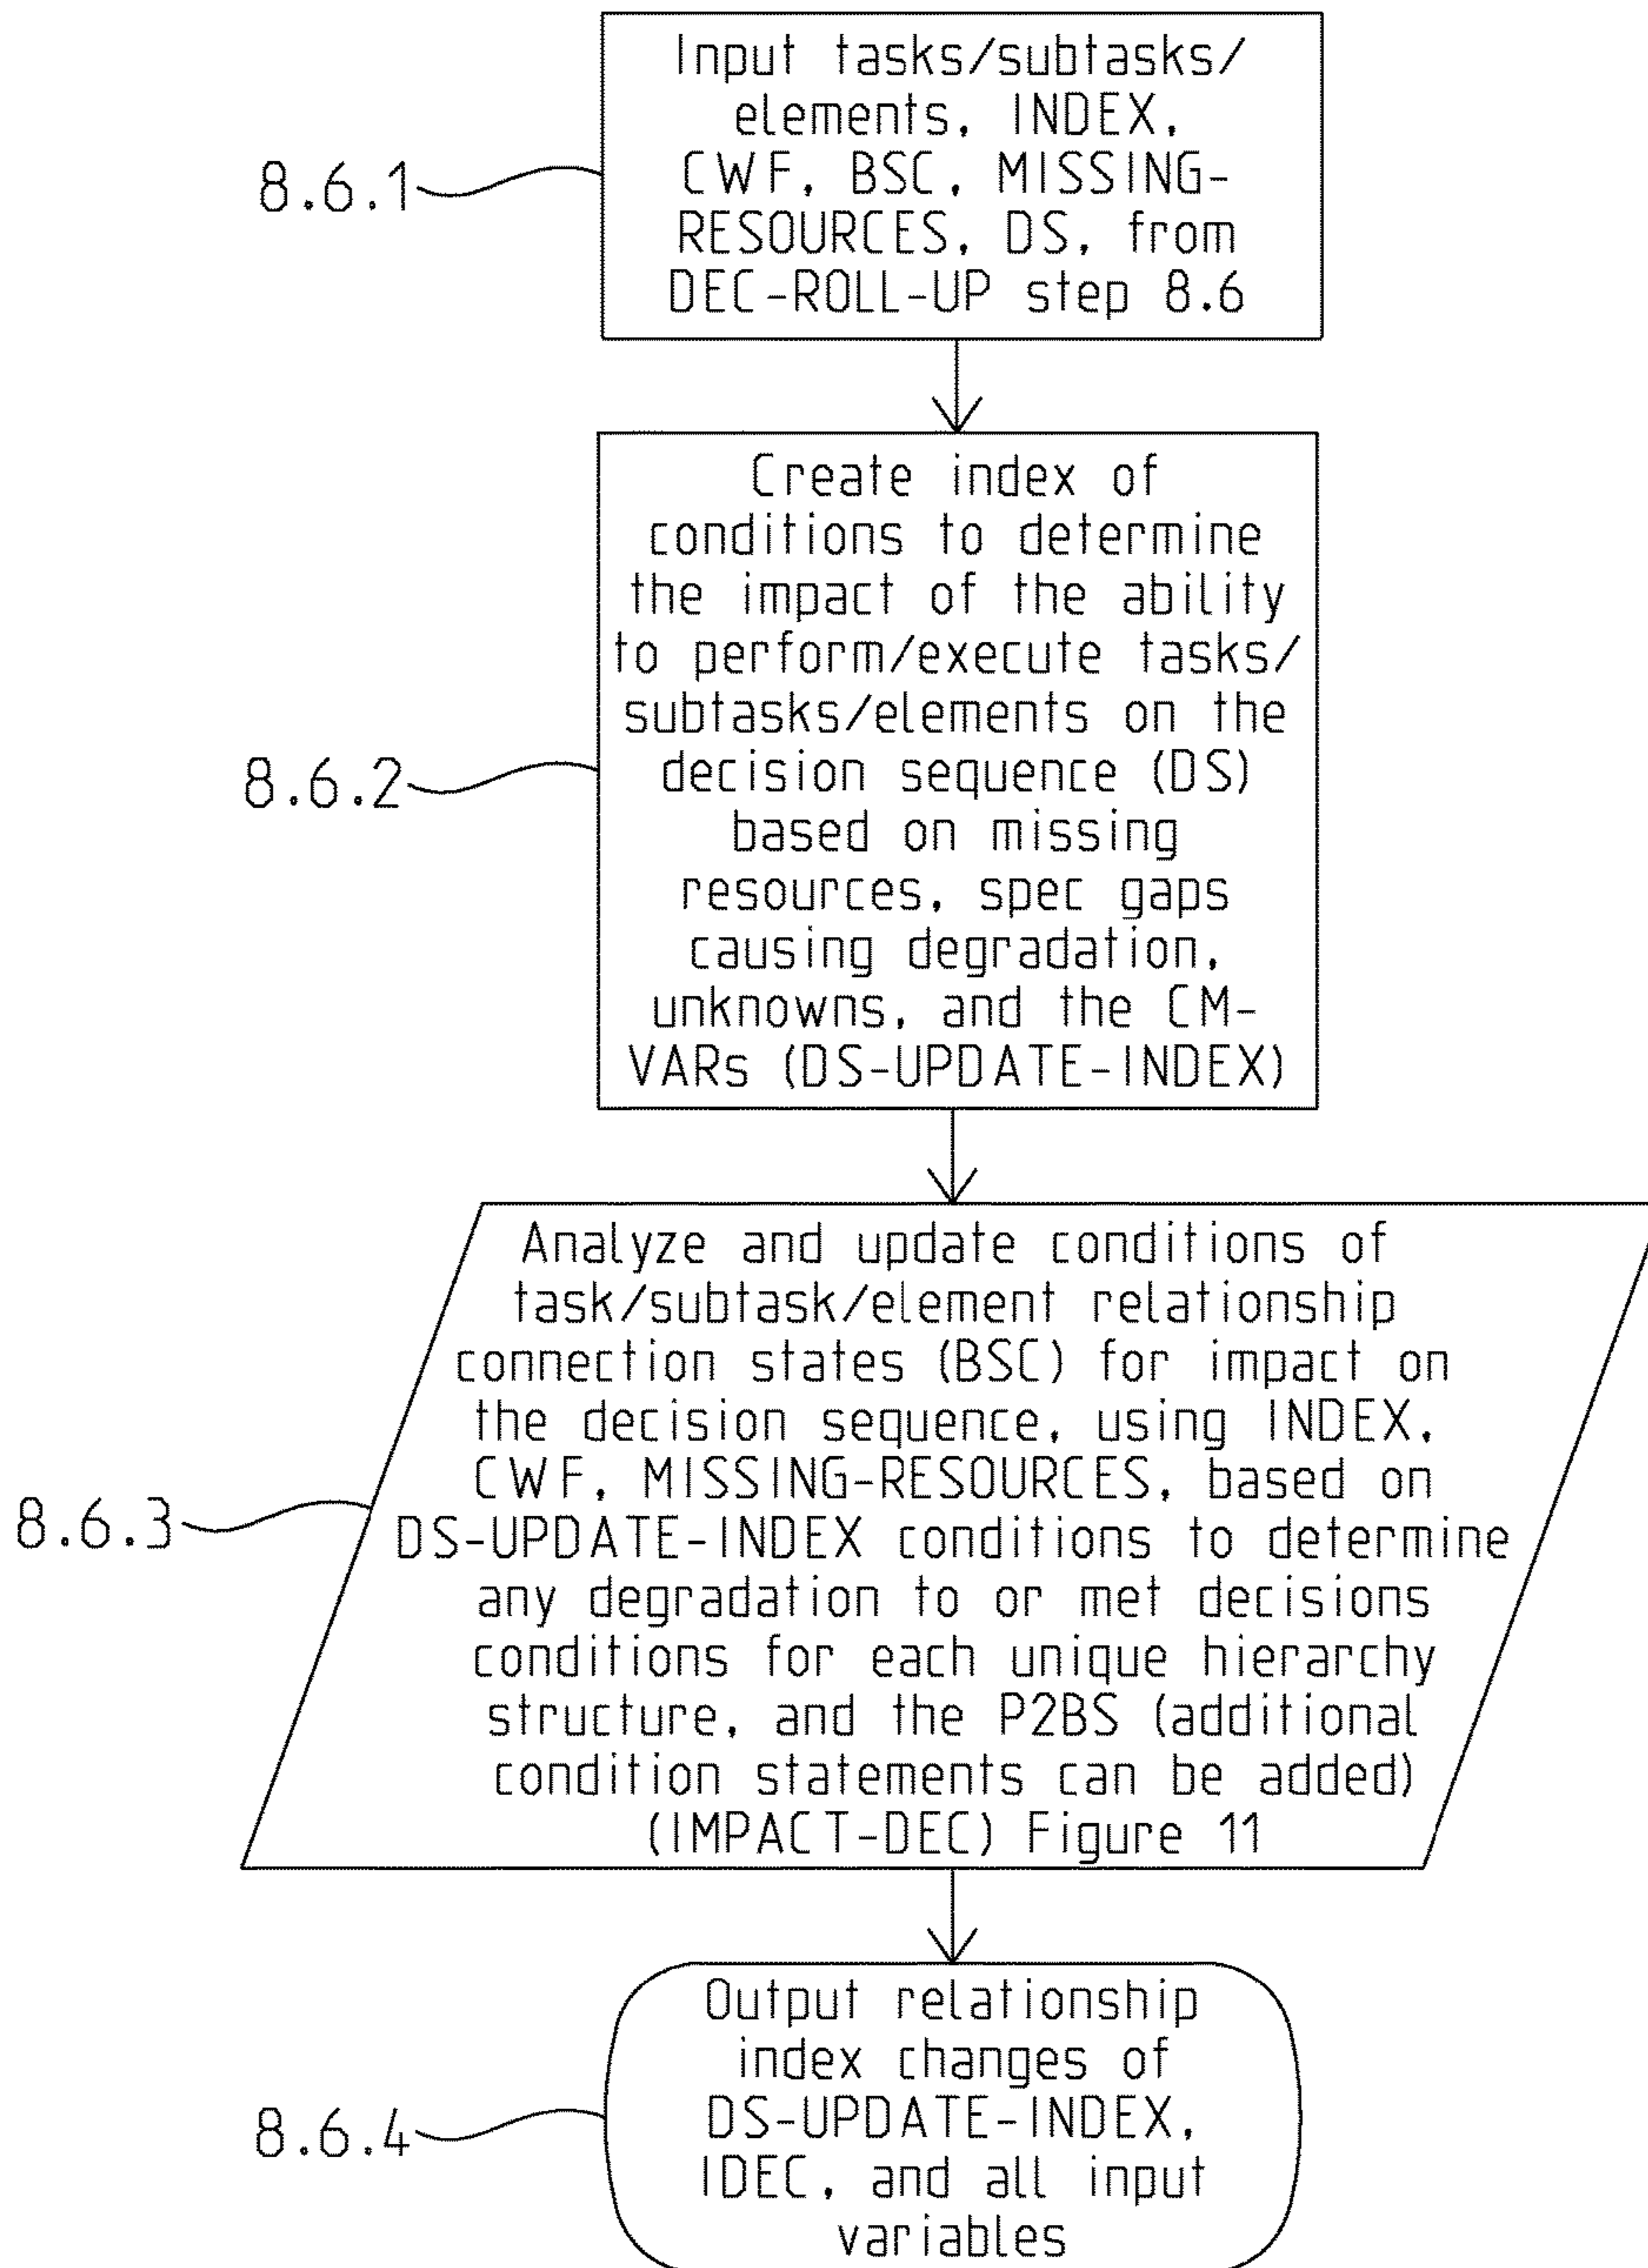 Input tasks/subtasks/
elements, INDEX,
CWF, BSC, MISSING-
RESOURCES, DS, from
DEC-ROLL-UP step 8.6
8.6.1
Create index of
conditions to determine
the impact of the ability
to perform/execute tasks/
subtasks/elements on the
decision sequence (DS)
based on missing
resources, spec gaps
causing degradation,
unknowns, and the CM-
VARs (DS-UPDATE-INDEX)
8.6.2
Analyze and update conditions of
task/subtask/element relationship
connection states (BSC) for impact on
the decision sequence, using INDEX,
CWF, MISSING-RESOURCES, based on
DS-UPDATE-INDEX conditions to determine
any degradation to or met decisions
conditions for each unique hierarchy
structure, and the P2BS (additional
condition statements can be added)
(IMPACT-DEC) Figure 11
8.6.3
Output relationship
index changes of
DS-UPDATE-INDEX,
IDEC, and all input
variables
8.6.4